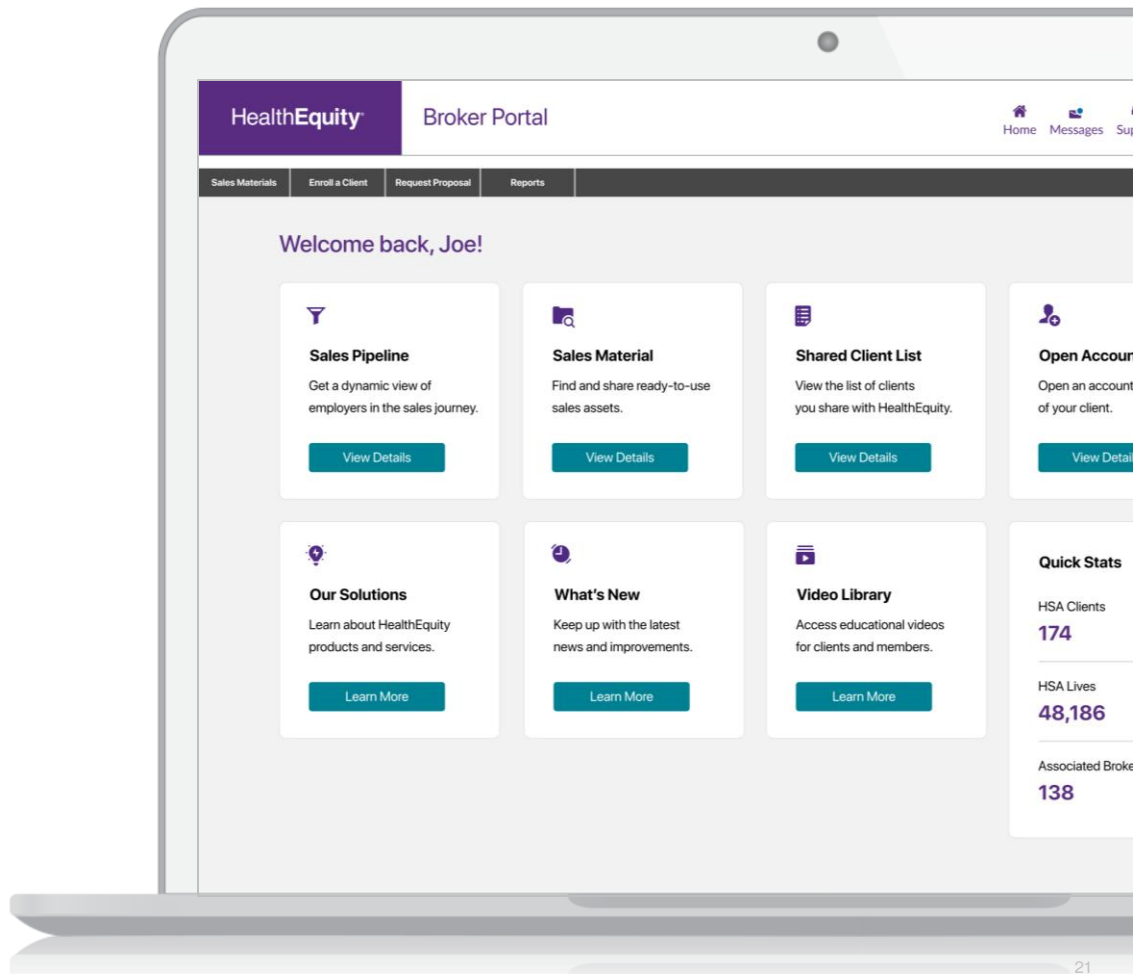 HealthEquity
Broker Portal
Home Messages
Sales Materials Enroll a Client Request Proposal Reports
Welcome back, Joe!
Sales Pipeline
Get a dynamic view of
employers in the sales journey.
View Details
Sales Material
Find and share ready-to-use
sales assets.
View Details
Shared Client List
View the list of clients
you share with HealthEquity.
View Details
Open
Open an account
of your client.
View
Our Solutions
Learn about HealthEquity
products and services.
Learn More
What's New
Keep up with the latest
news and improvements.
Learn More
Video Library
Access educational videos
for clients and members.
Learn More
Quick Stats
HSA Clients
174
HSA Lives
48,186
Associated
138
21